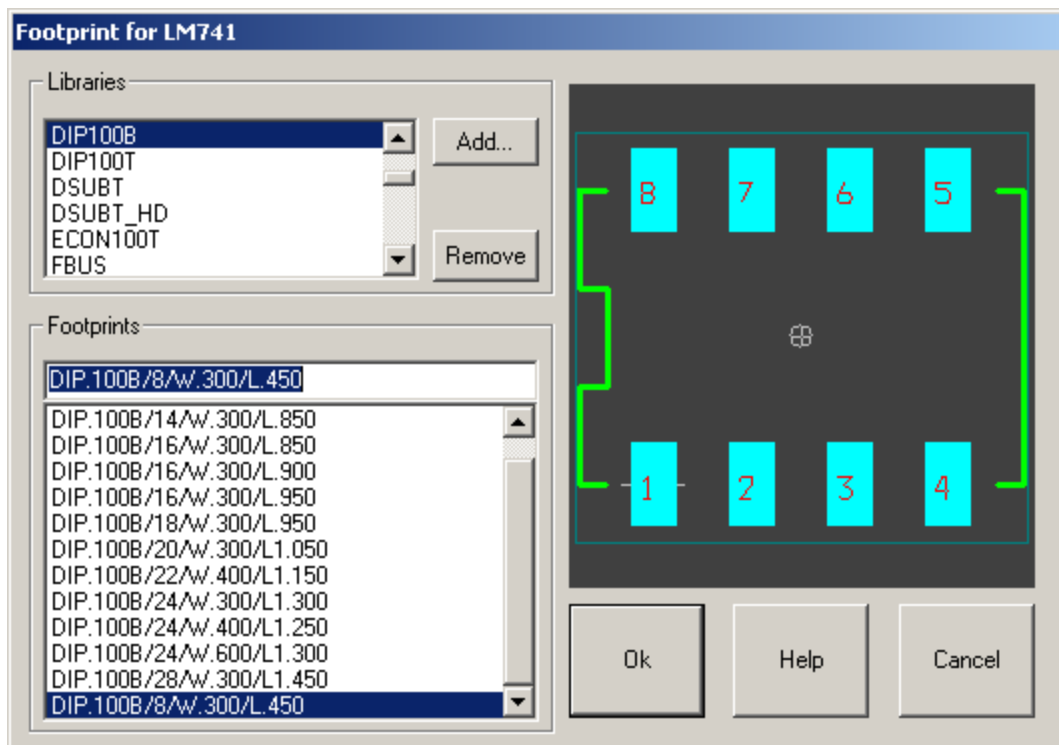 Footprint for LM741
Libraries
DIP100B
DIP100T
DSUBT
DSUBT_HD
ECON100T
FBUS
Add...
Remove
Footprints
DIP.100B/8/W.300/L.450
DIP.100B/14/W.300/L.850
DIP.100B/16/W.300/L.850
DIP.100B/16/W.300/L.900
DIP.100B/16/W.300/L.950
DIP.100B/18/W.300/L.950
DIP.100B/20/W.300/L1.050
DIP.100B/22/W.400/L1.150
DIP.100B/24/W.300/L1.300
DIP.100B/24/W.400/L1.250
DIP.100B/24/W.600/L1.300
DIP.100B/28/W.300/L1.450
DIP.100B/8/W.300/L.450
8 7 6 5
1 2 3 4
Ok
Help
Cancel